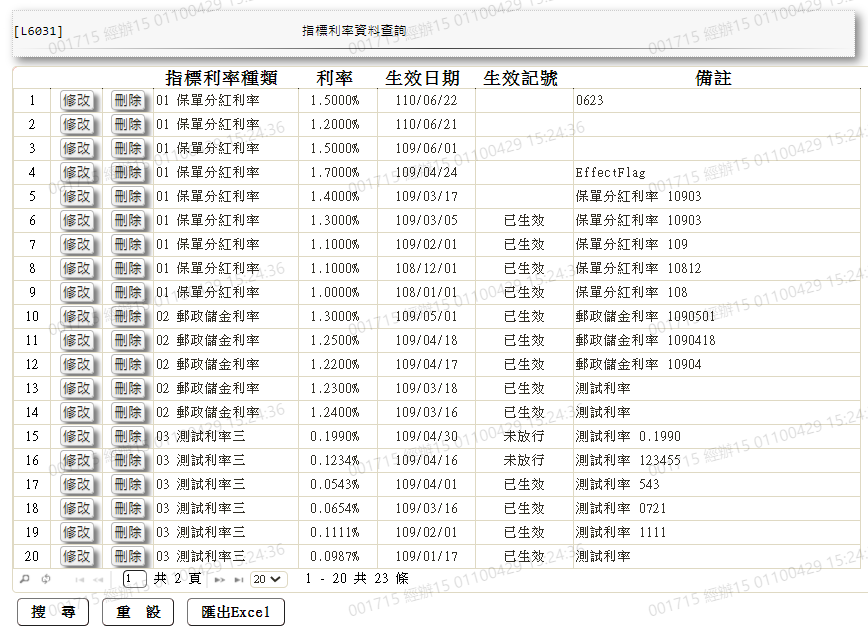 [L6031] 指標利率資料查詢
指標利率種類 利率 生效日期 生效記號 備註
1 修改 刪除 01 保單分紅利率 1.5000% 110/06/22 0623
2 修改 刪除 01 保單分紅利率 1.2000% 110/06/21
3 修改 刪除 01 保單分紅利率 1.5000% 109/06/01
4 修改 刪除 01 保單分紅利率 1.7000% 109/04/24 EffectFlag
5 修改 刪除 01 保單分紅利率 1.4000% 109/03/17 保單分紅利率 10903
6 修改 刪除 01 保單分紅利率 1.3000% 109/03/05 已生效 保單分紅利率 10903
7 修改 刪除 01 保單分紅利率 1.1000% 109/02/01 已生效 保單分紅利率 109
8 修改 刪除 01 保單分紅利率 1.1000% 108/12/01 已生效 保單分紅利率 10812
9 修改 刪除 01 保單分紅利率 1.0000% 108/01/01 已生效 保單分紅利率 108
10 修改 刪除 02 郵政儲金利率 1.3000% 109/05/01 已生效 郵政儲金利率 1090501
11 修改 刪除 02 郵政儲金利率 1.2500% 109/04/18 已生效 郵政儲金利率 1090418
12 修改 刪除 02 郵政儲金利率 1.2200% 109/04/17 已生效 郵政儲金利率 10904
13 修改 刪除 02 郵政儲金利率 1.2300% 109/03/18 已生效 測試利率
14 修改 刪除 02 郵政儲金利率 1.2400% 109/03/16 已生效 測試利率
15 修改 刪除 03 測試利率三 0.1990% 109/04/30 未放行 測試利率 0.1990
16 修改 刪除 03 測試利率三 0.1234% 109/04/16 未放行 測試利率 123455
17 修改 刪除 03 測試利率三 0.0543% 109/04/01 已生效 測試利率 543
18 修改 刪除 03 測試利率三 0.0654% 109/03/16 已生效 測試利率 0721
19 修改 刪除 03 測試利率三 0.1111% 109/02/01 已生效 測試利率 1111
20 修改 刪除 03 測試利率三 0.0987% 109/01/17 已生效 測試利率
1 共 2 頁 20 1 - 20 共 23 條
搜 尋 重 設 匯出Excel
001715 經辦15 01100429 15:24:36